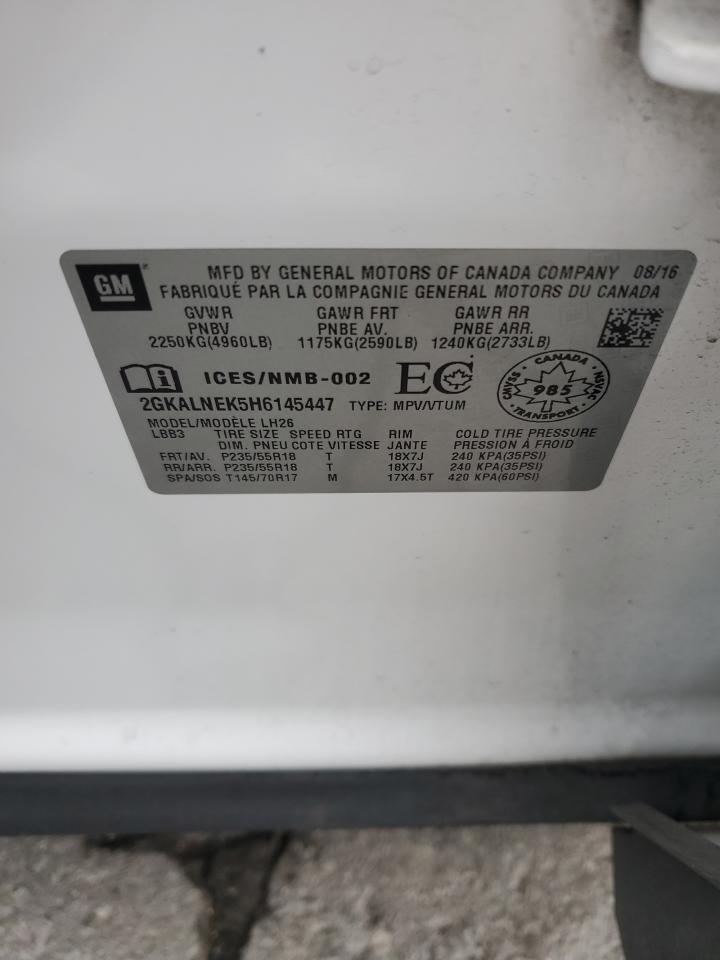 GM
MFD BY GENERAL MOTORS OF CANADA COMPANY 08/16
FABRIQUÉ PAR LA COMPAGNIE GENERAL MOTORS DU CANADA
GVWR GAWR FRT GAWR RR
PNBV PNBE AV. PNBE ARR.
2250KG(4960LB) 1175KG(2590LB) 1240KG(2733LB)
ICES/NMB-002 EC
CANADA
CMVSS 985 NSVAC
TRANSPORT
2GKALNEK5H6145447 TYPE: MPV/VTUM
MODEL/MODÈLE LH26
LBB3 TIRE SIZE SPEED RTG RIM COLD TIRE PRESSURE
DIM. PNEU COTE VITESSE JANTE PRESSION À FROID
FRT/AV. P235/55R18 T 18X7J 240 KPA(35PSI)
RR/ARR. P235/55R18 T 18X7J 240 KPA(35PSI)
SPA/SOS T145/70R17 M 17X4.5T 420 KPA(60PSI)